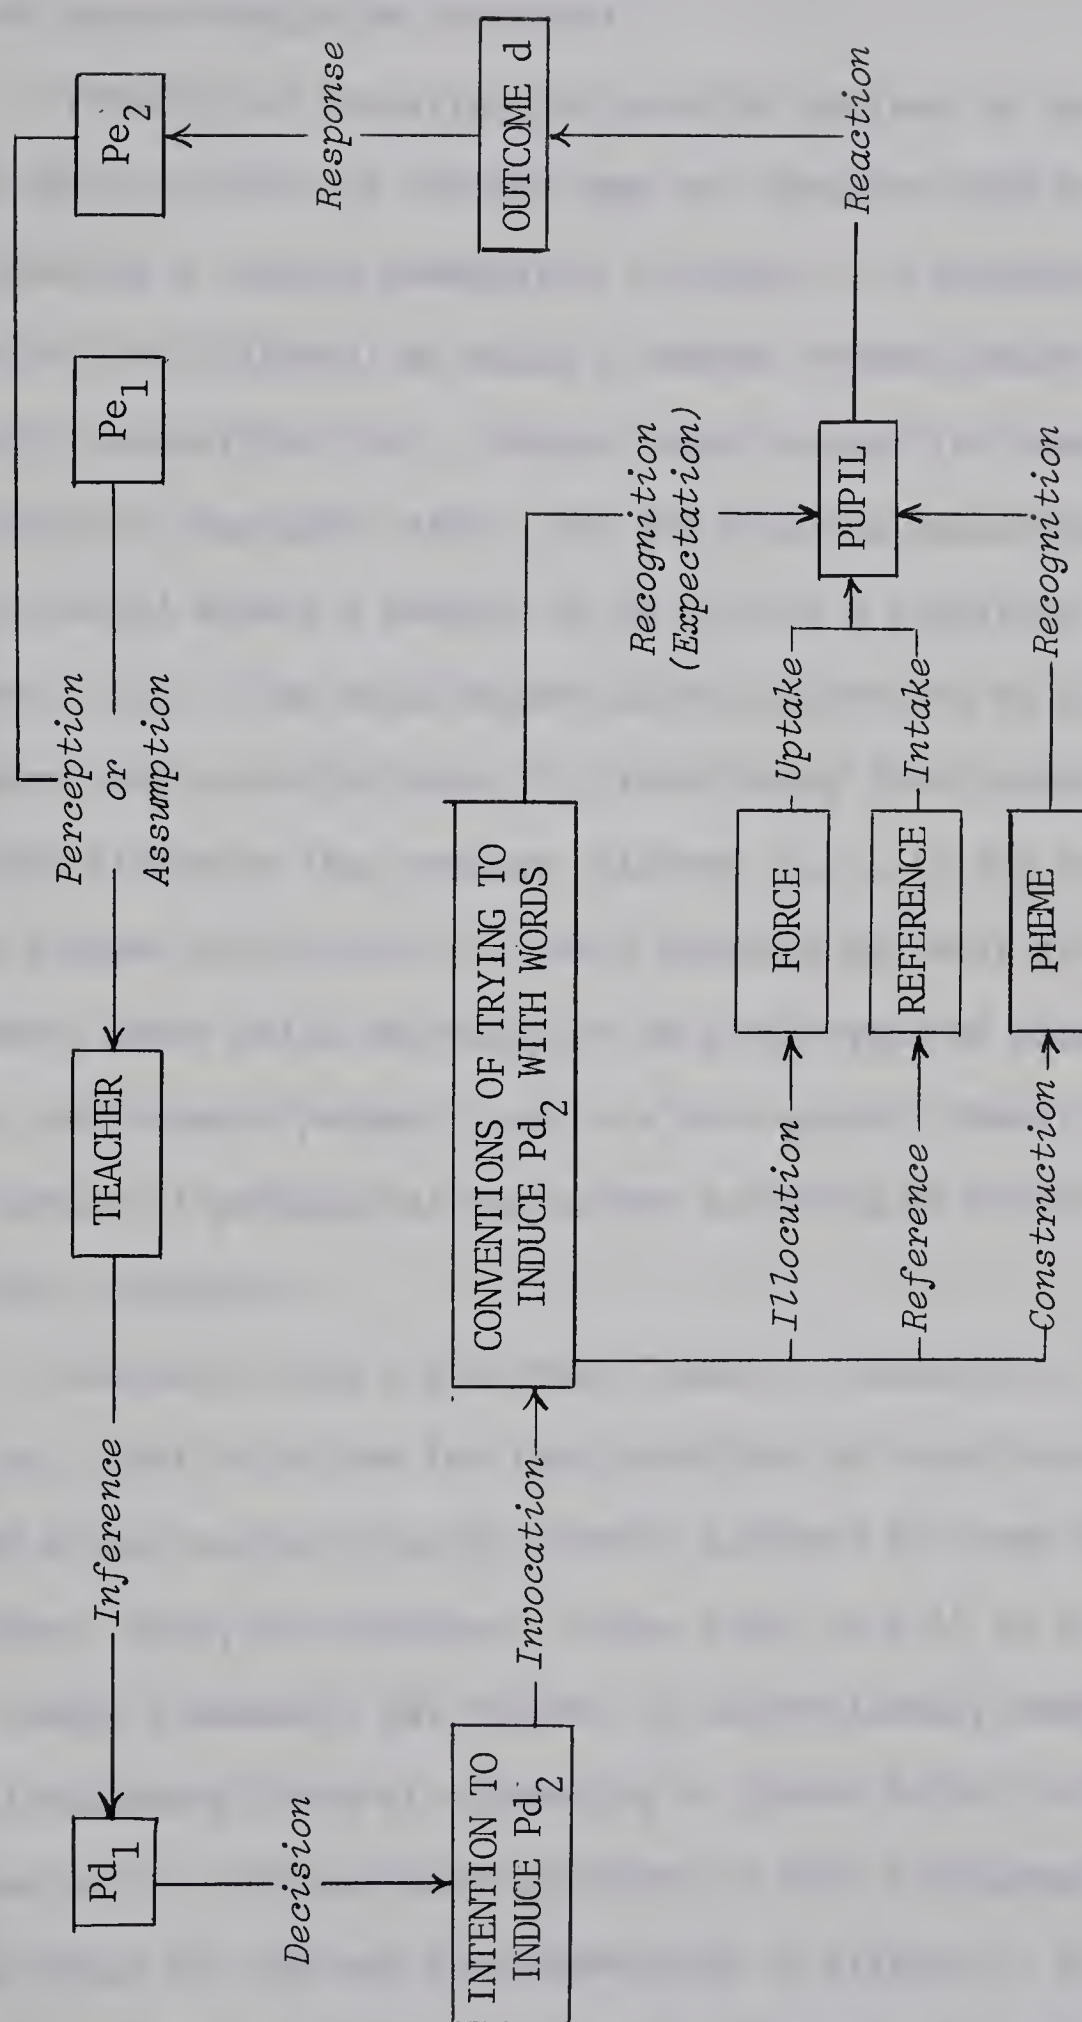 Pd1
Inference
TEACHER
Perception
or
Assumption
Pe1
Pe2
Decision
Response
INTENTION TO
INDUCE Pd2
Invocation
CONVENTIONS OF TRYING TO
INDUCE Pd2 WITH WORDS
Recognition
(Expectation)
OUTCOME d
Illocution
FORCE
Uptake
Reference
REFERENCE
Intake
PUPIL
Reaction
Construction
PHEME
Recognition